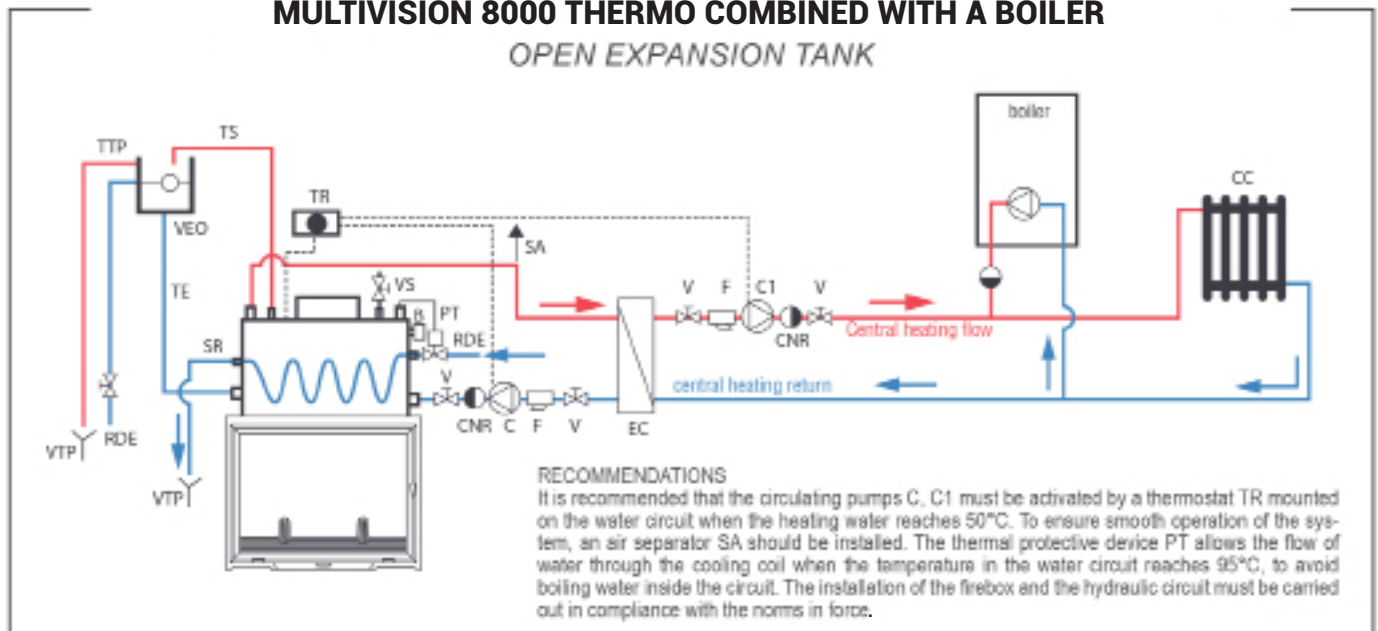 MULTIVISION 8000 THERMO COMBINED WITH A BOILER
OPEN EXPANSION TANK
boiler
TS
TTP
CC
TR
VEO
SA
TE
VS
V F C1 V
B
PT
RDE
CNR
Central heating flow
SR
V
central heating return
CNR C F V
EC
VTP
RDE
VTP
RECOMMENDATIONS
It is recommended that the circulating pumps C, C1 must be activated by a thermostat TR mounted
on the water circuit when the heating water reaches 50°C. To ensure smooth operation of the sys-
tem, an air separator SA should be installed. The thermal protective device PT allows the flow of
water through the cooling coil when the temperature in the water circuit reaches 95°C, to avoid
boiling water inside the circuit. The installation of the firebox and the hydraulic circuit must be carried
out in compliance with the norms in force.